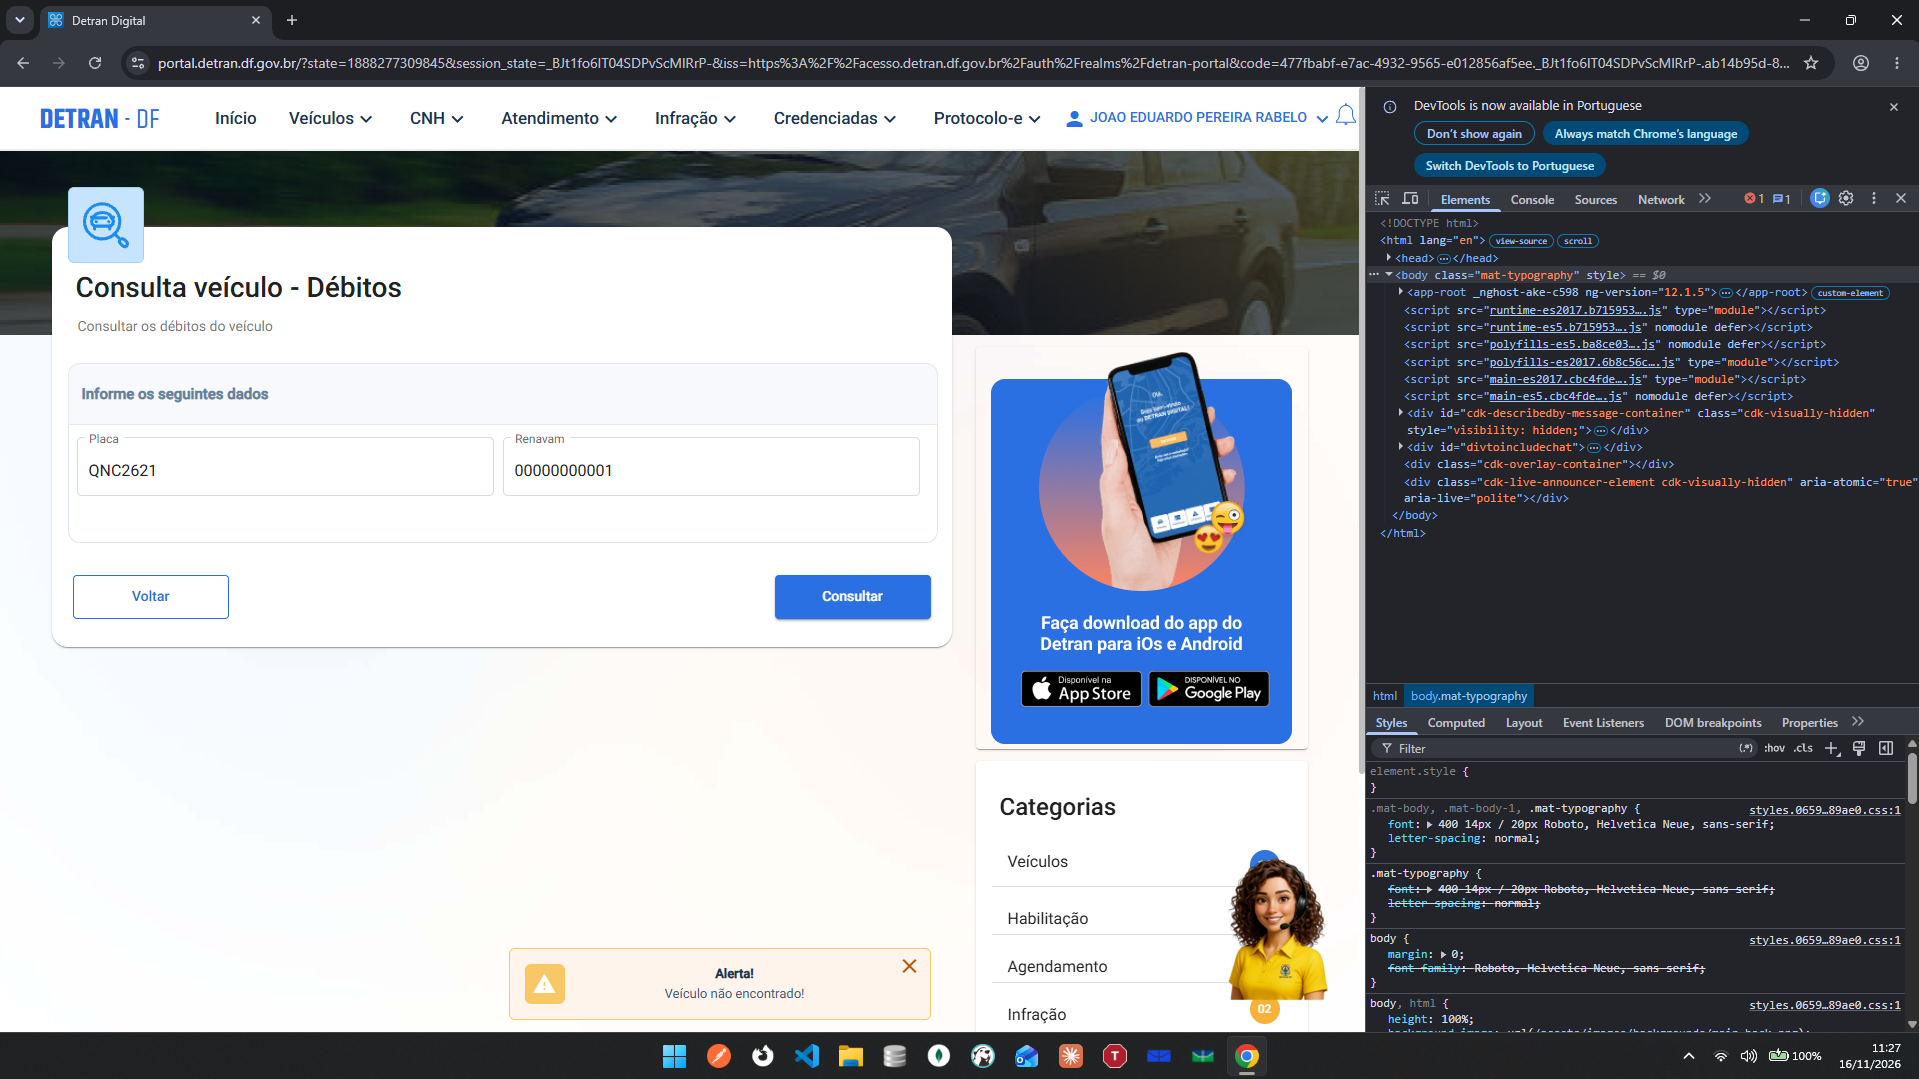 Detran Digital
portal.detran.df.gov.br/?state=1888277309845&session_state=_BJt1fo6IT04SDPvScMIRrP-&iss=https%3A%2F%2Facesso.detran.df.gov.br%2Fauth%2Frealms%2Fdetran-portal&code=477fbabf-e7ac-4932-9565-e012856af5ee._BJt1fo6IT04SDPvScMIRrP-.ab14b95d-8...
DETRAN - DF
Início
Veículos
CNH
Atendimento
Infração
Credenciadas
Protocolo-e
JOAO EDUARDO PEREIRA RABELO
Consulta veículo - Débitos
Consultar os débitos do veículo
Informe os seguintes dados
Placa
QNC2621
Renavam
00000000001
Voltar
Consultar
Olá,
Seja bem-vindo
ao DETRAN DIGITAL!
Faça download do app do
Detran para iOs e Android
Disponível na
App Store
DISPONÍVEL NO
Google Play
Categorias
Veículos
Habilitação
Agendamento
Infração
02
Alerta!
Veículo não encontrado!
DevTools is now available in Portuguese
Don't show again
Always match Chrome's language
Switch DevTools to Portuguese
Elements
Console
Sources
Network
1
1
<!DOCTYPE html>
<html lang="en"> view-source scroll
<head>…</head>
<body class="mat-typography" style> == $0
<app-root _nghost-ake-c598 ng-version="12.1.5">…</app-root> custom-element
<script src="runtime-es2017.b715953….js" type="module"></script>
<script src="runtime-es5.b715953….js" nomodule defer></script>
<script src="polyfills-es5.ba8ce03….js" nomodule defer></script>
<script src="polyfills-es2017.6b8c56c….js" type="module"></script>
<script src="main-es2017.cbc4fde….js" type="module"></script>
<script src="main-es5.cbc4fde….js" nomodule defer></script>
<div id="cdk-describedby-message-container" class="cdk-visually-hidden"
style="visibility: hidden;">…</div>
<div id="divtoincludechat">…</div>
<div class="cdk-overlay-container"></div>
<div class="cdk-live-announcer-element cdk-visually-hidden" aria-atomic="true"
aria-live="polite"></div>
</body>
</html>
html
body.mat-typography
Styles
Computed
Layout
Event Listeners
DOM breakpoints
Properties
Filter
(.*)
:hov
.cls
element.style {
}
.mat-body, .mat-body-1, .mat-typography {
styles.0659…89ae0.css:1
font: 400 14px / 20px Roboto, Helvetica Neue, sans-serif;
letter-spacing: normal;
}
.mat-typography {
font: 400 14px / 20px Roboto, Helvetica Neue, sans-serif;
letter-spacing: normal;
}
body {
styles.0659…89ae0.css:1
margin: 0;
font-family: Roboto, Helvetica Neue, sans-serif;
}
body, html {
styles.0659…89ae0.css:1
height: 100%;
T
100%
11:27
16/11/2026